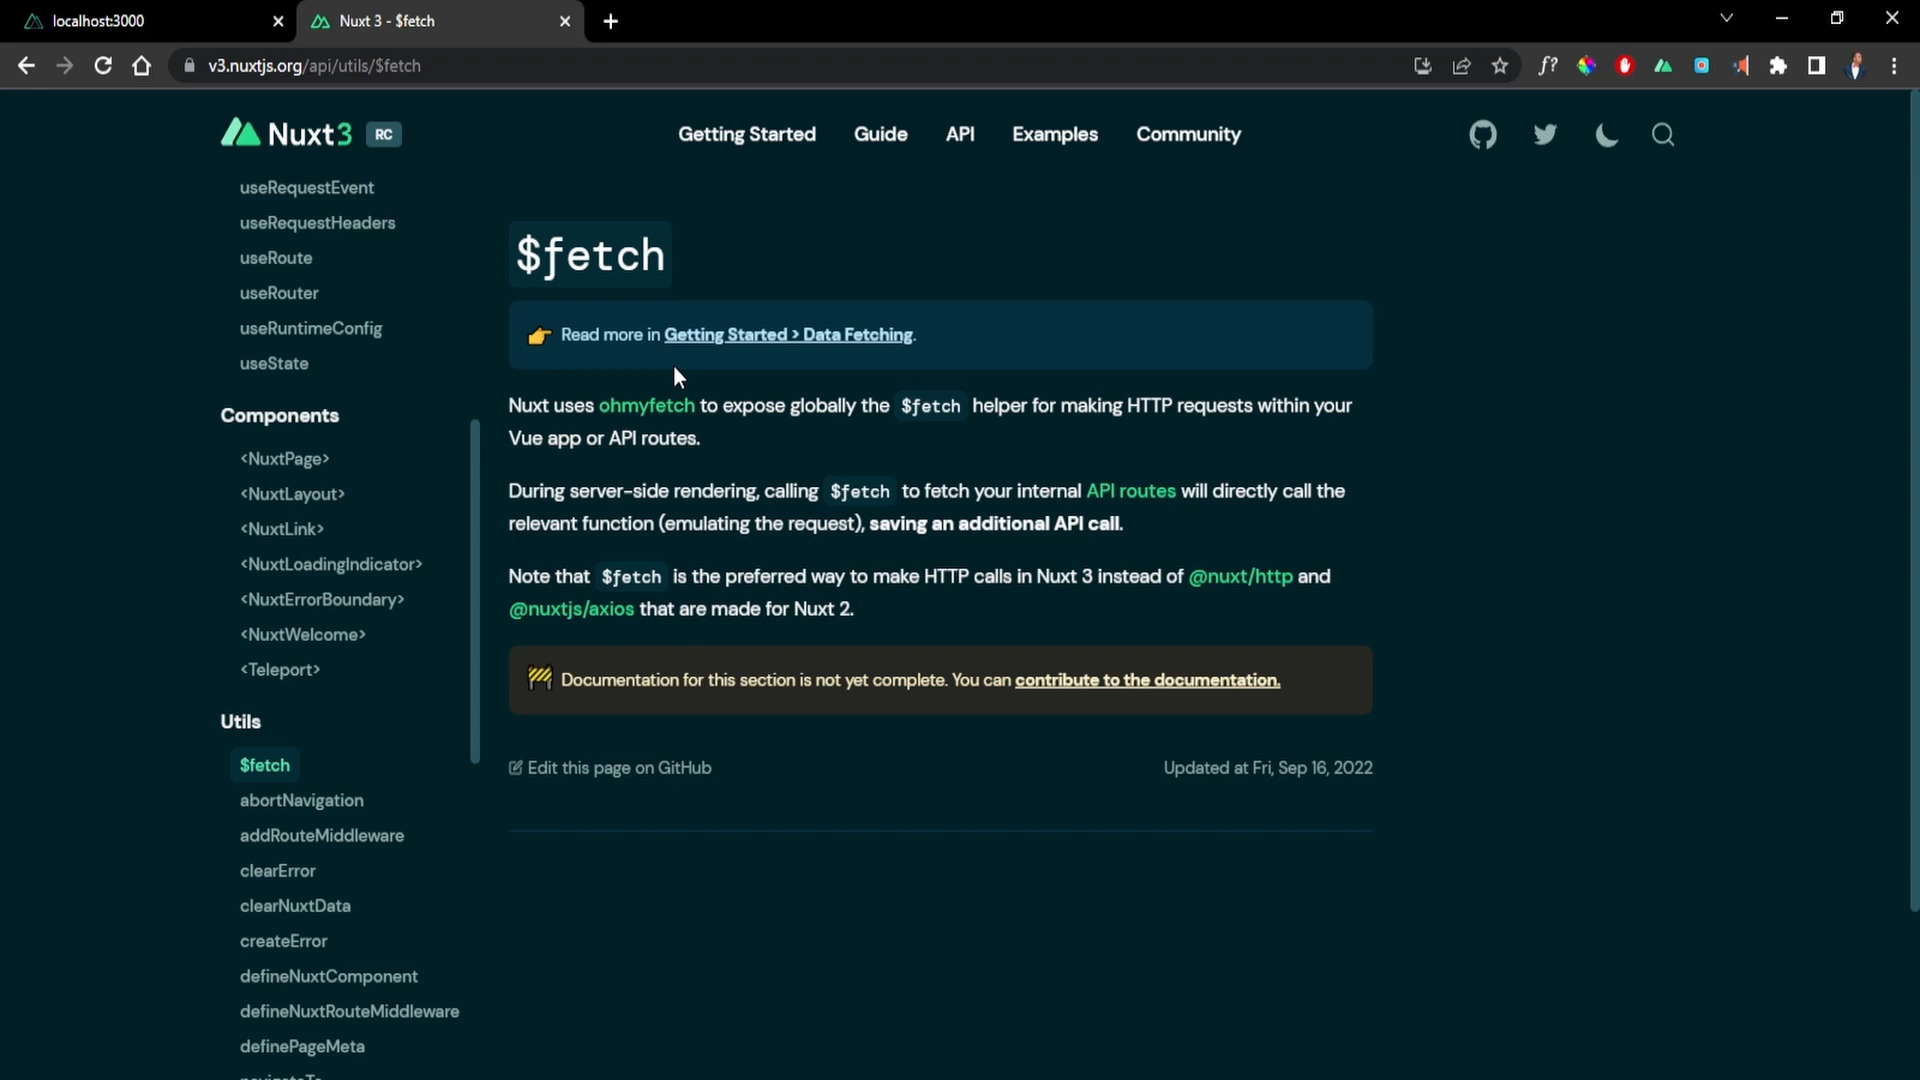 localhost:3000
Nuxt 3 - $fetch
v3.nuxtjs.org/api/utils/$fetch
f?
Nuxt3 RC
Getting Started Guide API Examples Community
useRequestEvent
useRequestHeaders
useRoute
useRouter
useRuntimeConfig
useState
Components
<NuxtPage>
<NuxtLayout>
<NuxtLink>
<NuxtLoadingIndicator>
<NuxtErrorBoundary>
<NuxtWelcome>
<Teleport>
Utils
$fetch
abortNavigation
addRouteMiddleware
clearError
clearNuxtData
createError
defineNuxtComponent
defineNuxtRouteMiddleware
definePageMeta
$fetch
Read more in Getting Started > Data Fetching.
Nuxt uses ohmyfetch to expose globally the $fetch helper for making HTTP requests within your
Vue app or API routes.
During server-side rendering, calling $fetch to fetch your internal API routes will directly call the
relevant function (emulating the request), saving an additional API call.
Note that $fetch is the preferred way to make HTTP calls in Nuxt 3 instead of @nuxt/http and
@nuxtjs/axios that are made for Nuxt 2.
Documentation for this section is not yet complete. You can contribute to the documentation.
Edit this page on GitHub
Updated at Fri, Sep 16, 2022